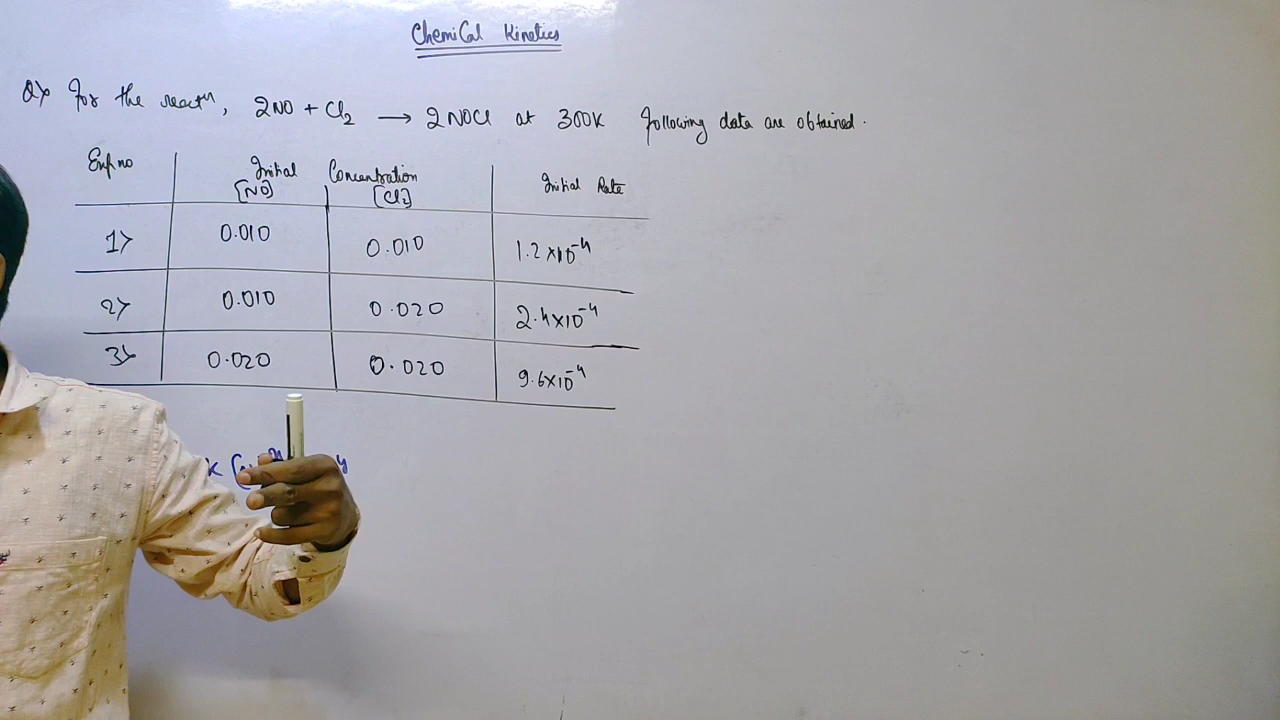 Chemical Kinetics
Q> For the reactⁿ, 2NO + Cl₂ → 2NOCl at 300K following data are obtained.
Exp.no Initial Concentration Initial Rate
[NO] [Cl₂]
1> 0.010 0.010 1.2×10⁻⁴
2> 0.010 0.020 2.4×10⁻⁴
3> 0.020 0.020 9.6×10⁻⁴
K
y